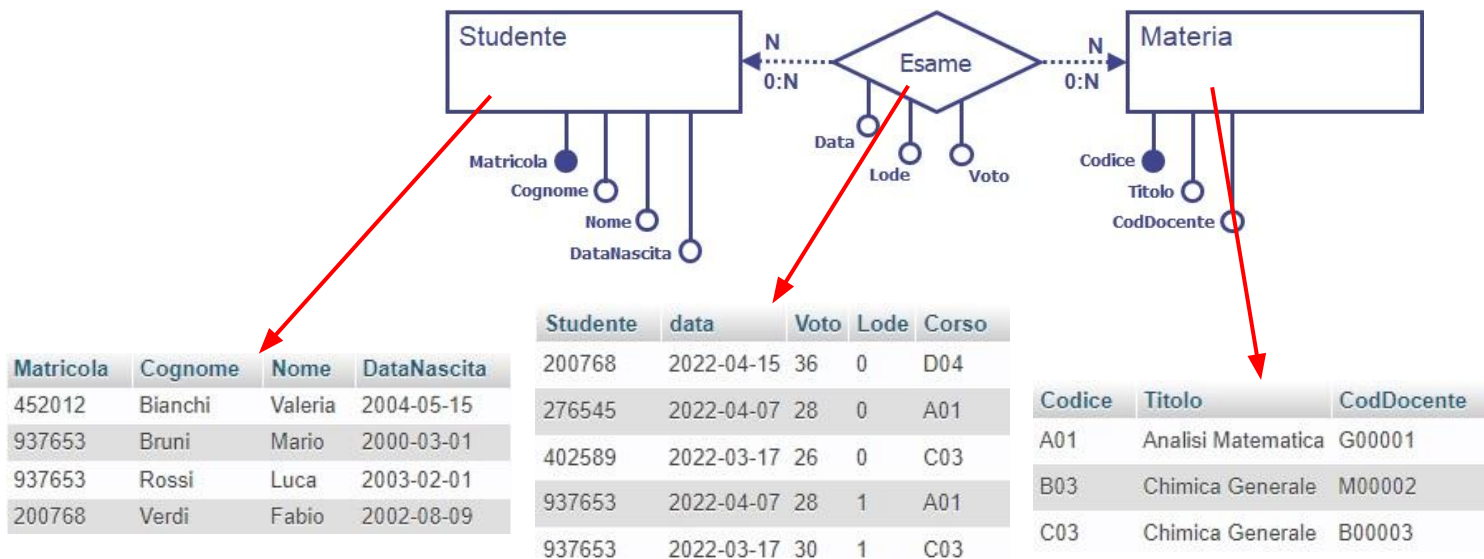 Studente
N
0:N
Esame
N
0:N
Materia
Matricola
Cognome
Nome
DataNascita
Data
Lode
Voto
Codice
Titolo
CodDocente
Matricola Cognome Nome DataNascita
452012 Bianchi Valeria 2004-05-15
937653 Bruni Mario 2000-03-01
937653 Rossi Luca 2003-02-01
200768 Verdi Fabio 2002-08-09
Studente data Voto Lode Corso
200768 2022-04-15 36 0 D04
276545 2022-04-07 28 0 A01
402589 2022-03-17 26 0 C03
937653 2022-04-07 28 1 A01
937653 2022-03-17 30 1 C03
Codice Titolo CodDocente
A01 Analisi Matematica G00001
B03 Chimica Generale M00002
C03 Chimica Generale B00003